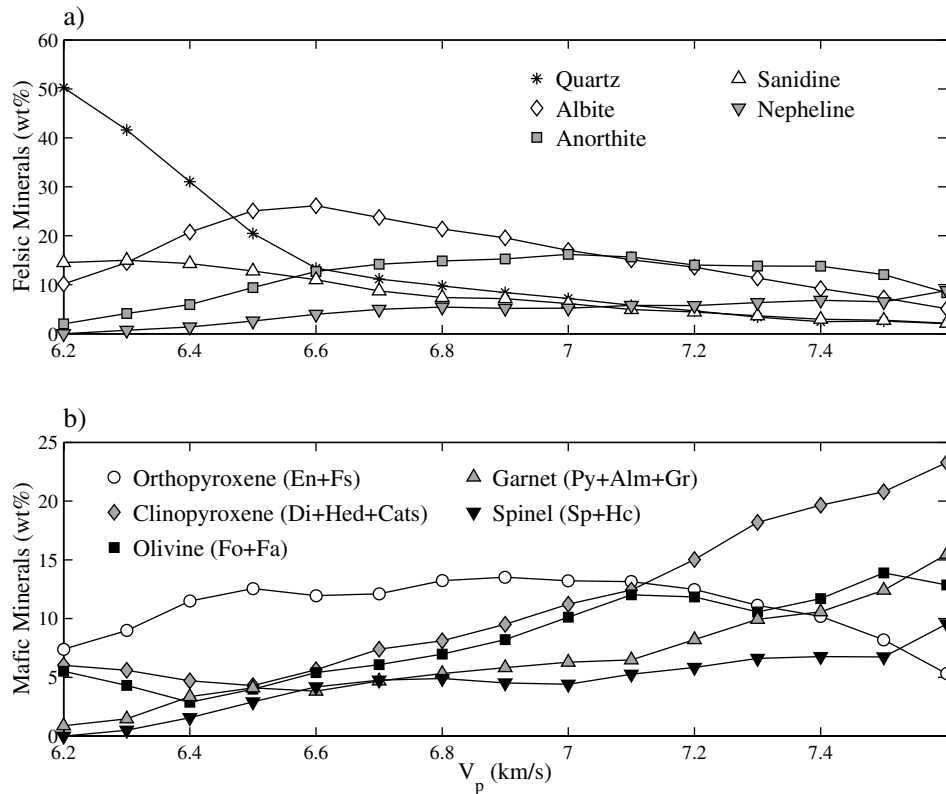 a)
60
50
40
30
20
10
0
Felsic Minerals (wt%)
Quartz
Albite
Anorthite
Sanidine
Nepheline
6.2 6.4 6.6 6.8 7 7.2 7.4
b)
25
20
15
10
5
0
Mafic Minerals (wt%)
Orthopyroxene (En+Fs)
Clinopyroxene (Di+Hed+Cats)
Olivine (Fo+Fa)
Garnet (Py+Alm+Gr)
Spinel (Sp+Hc)
6.2 6.4 6.6 6.8 7 7.2 7.4
Vp (km/s)